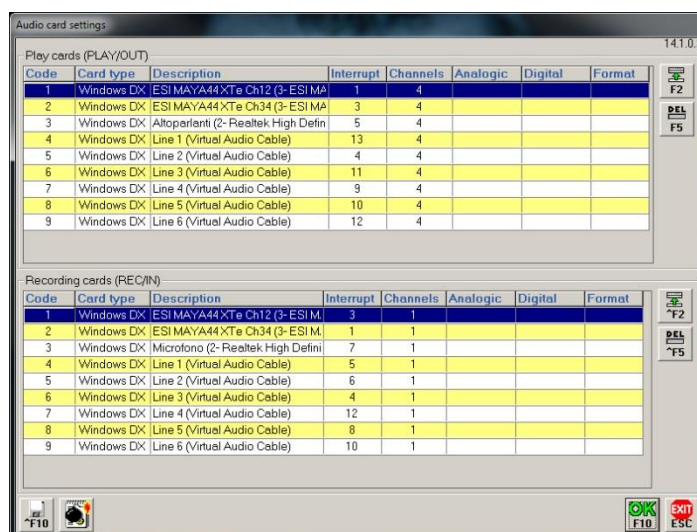 Audio card settings
14.1.0.
Play cards (PLAY/OUT)
Code Card type Description Interrupt Channels Analogic Digital Format
1 Windows DX ESI MAYA44 XTe Ch12 (3- ESI MA 1 4
2 Windows DX ESI MAYA44 XTe Ch34 (3- ESI MA 3 4
3 Windows DX Altoparlanti (2- Realtek High Defin 5 4
4 Windows DX Line 1 (Virtual Audio Cable) 13 4
5 Windows DX Line 2 (Virtual Audio Cable) 4 4
6 Windows DX Line 3 (Virtual Audio Cable) 11 4
7 Windows DX Line 4 (Virtual Audio Cable) 9 4
8 Windows DX Line 5 (Virtual Audio Cable) 10 4
9 Windows DX Line 6 (Virtual Audio Cable) 12 4
F2
DEL
F5
Recording cards (REC/IN)
Code Card type Description Interrupt Channels Analogic Digital Format
1 Windows DX ESI MAYA44 XTe Ch12 (3- ESI M. 3 1
2 Windows DX ESI MAYA44 XTe Ch34 (3- ESI M. 1 1
3 Windows DX Microfono (2- Realtek High Defini 7 1
4 Windows DX Line 1 (Virtual Audio Cable) 5 1
5 Windows DX Line 2 (Virtual Audio Cable) 6 1
6 Windows DX Line 3 (Virtual Audio Cable) 4 1
7 Windows DX Line 4 (Virtual Audio Cable) 12 1
8 Windows DX Line 5 (Virtual Audio Cable) 8 1
9 Windows DX Line 6 (Virtual Audio Cable) 10 1
^F2
DEL
^F5
^F10
OK
F10
EXIT
ESC